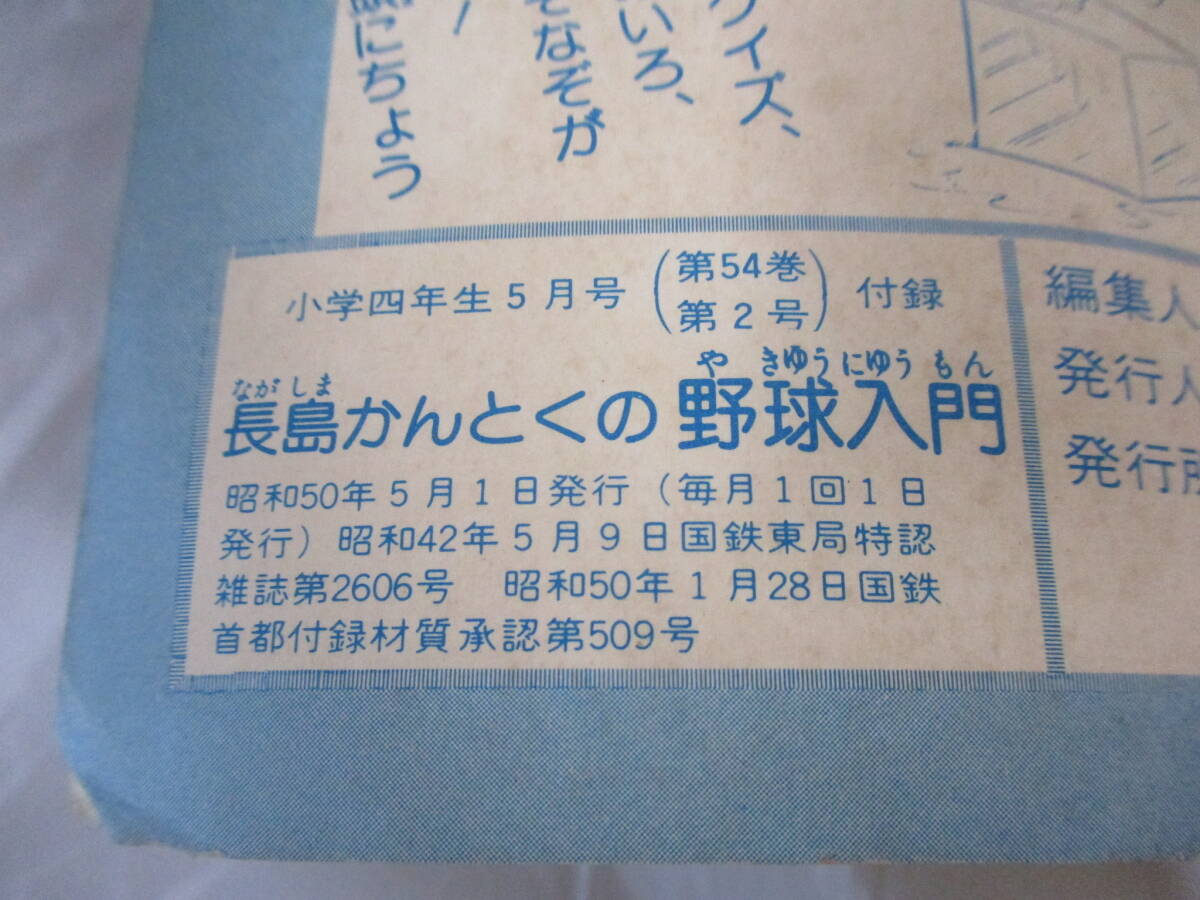 クイズ、
いろ、
なぞが
！
にちょう
小学四年生5月号（第54巻第2号）付録
ながしま やきゆうにゆうもん
長島かんとくの野球入門
昭和50年5月1日発行（毎月1回1日
発行）昭和42年5月9日国鉄東局特認
雑誌第2606号 昭和50年1月28日国鉄
首都付録材質承認第509号
編集人
発行人
発行所